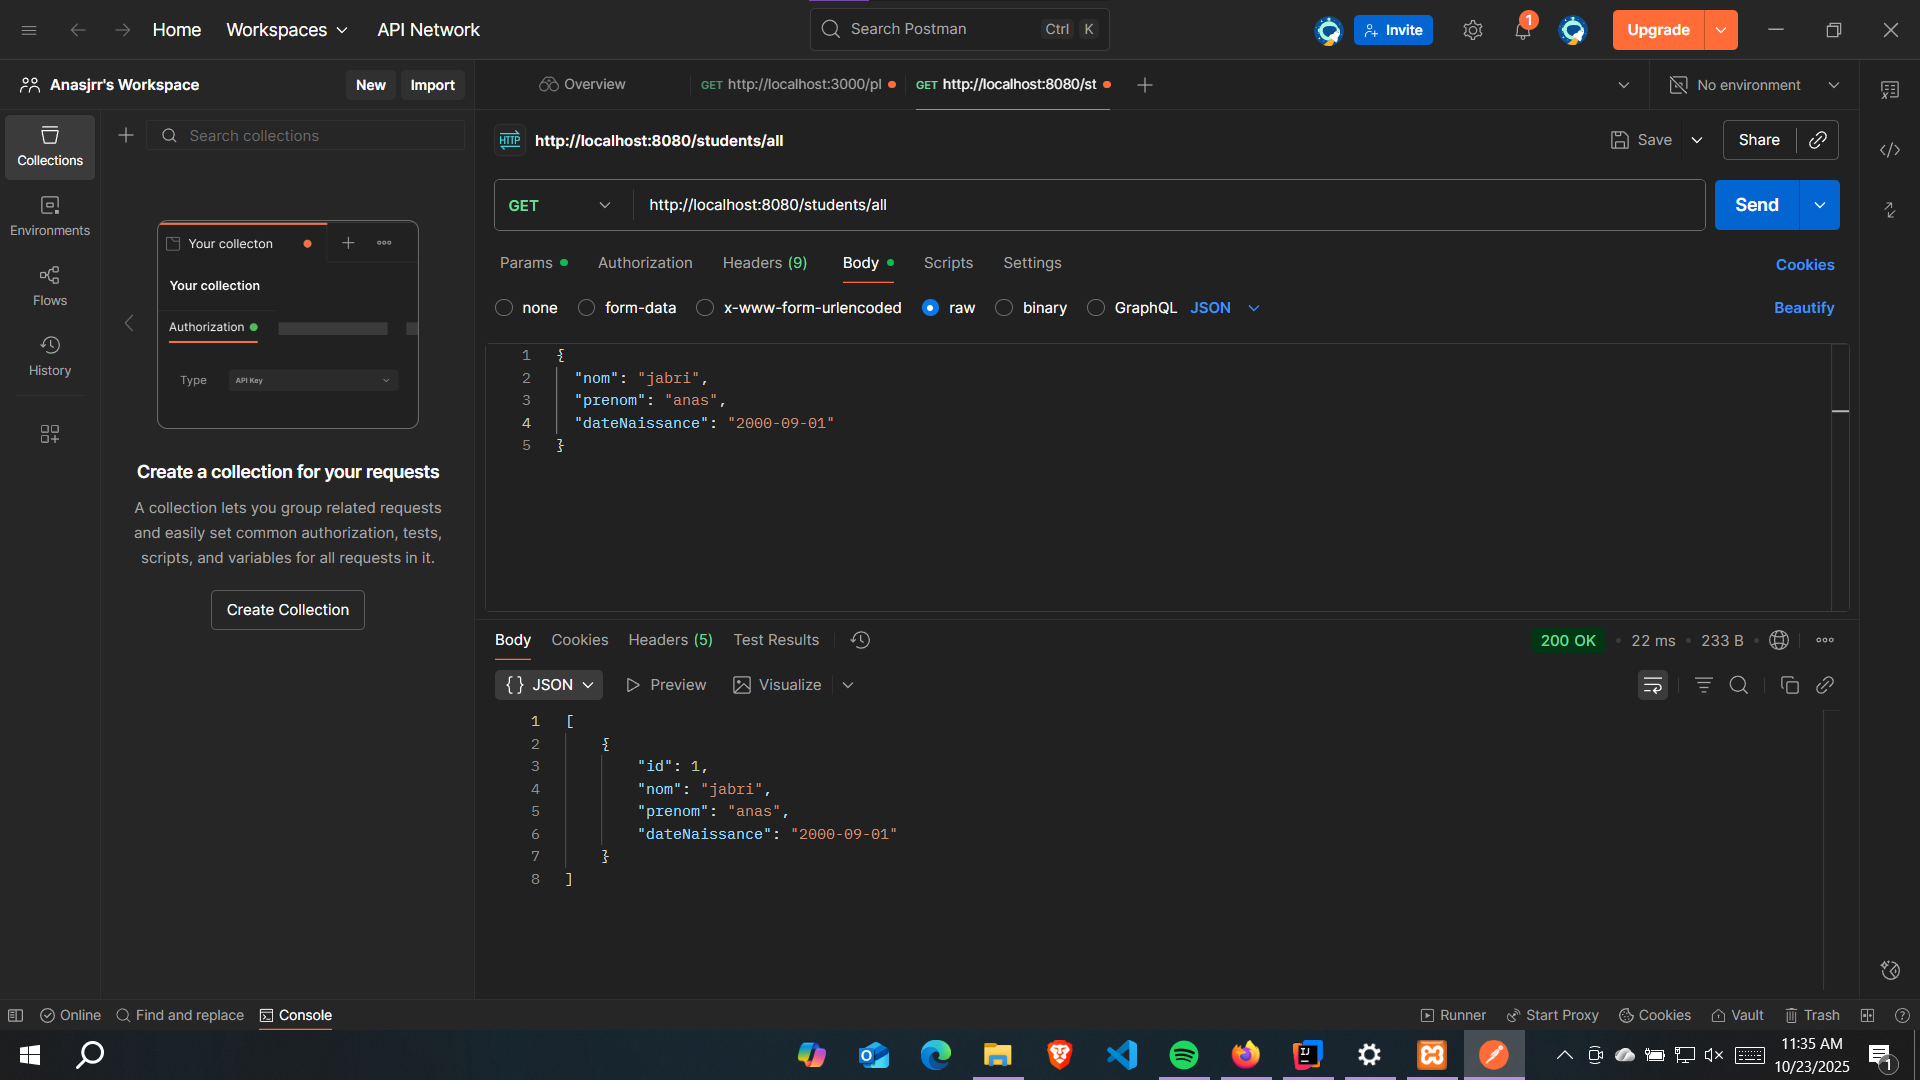 Home
Workspaces
API Network
Search Postman
Ctrl K
Invite
1
Upgrade
Anasjrr's Workspace
New
Import
Overview
GET http://localhost:3000/pl
GET http://localhost:8080/st
No environment
Collections
Environments
Flows
History
Search collections
Your collecton
Your collection
Authorization
Type
API Key
Create a collection for your requests
A collection lets you group related requests
and easily set common authorization, tests,
scripts, and variables for all requests in it.
Create Collection
HTTP http://localhost:8080/students/all
Save
Share
GET
http://localhost:8080/students/all
Send
Params
Authorization
Headers (9)
Body
Scripts
Settings
Cookies
none
form-data
x-www-form-urlencoded
raw
binary
GraphQL
JSON
Beautify
1 {
2 "nom": "jabri",
3 "prenom": "anas",
4 "dateNaissance": "2000-09-01"
5 }
Body
Cookies
Headers (5)
Test Results
200 OK
22 ms
233 B
{} JSON
Preview
Visualize
1 [
2 {
3 "id": 1,
4 "nom": "jabri",
5 "prenom": "anas",
6 "dateNaissance": "2000-09-01"
7 }
8 ]
Online
Find and replace
Console
Runner
Start Proxy
Cookies
Vault
Trash
11:35 AM
10/23/2025
1